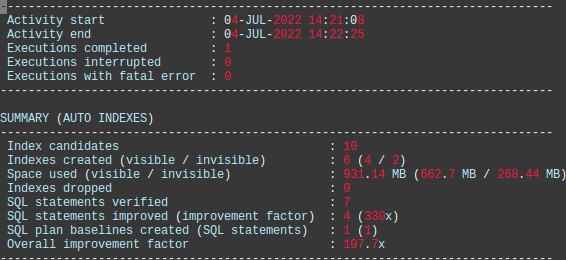 -------------------------------------------------------------------------------
Activity start               : 04-JUL-2022 14:21:08
Activity end                 : 04-JUL-2022 14:22:25
Executions completed         : 1
Executions interrupted       : 0
Executions with fatal error  : 0
-------------------------------------------------------------------------------
SUMMARY (AUTO INDEXES)
-------------------------------------------------------------------------------
Index candidates                              : 10
Indexes created (visible / invisible)         : 6 (4 / 2)
Space used (visible / invisible)              : 931.14 MB (662.7 MB / 268.44 MB)
Indexes dropped                               : 0
SQL statements verified                       : 7
SQL statements improved (improvement factor)  : 4 (330x)
SQL plan baselines created (SQL statements)   : 1 (1)
Overall improvement factor                    : 107.7x
-------------------------------------------------------------------------------